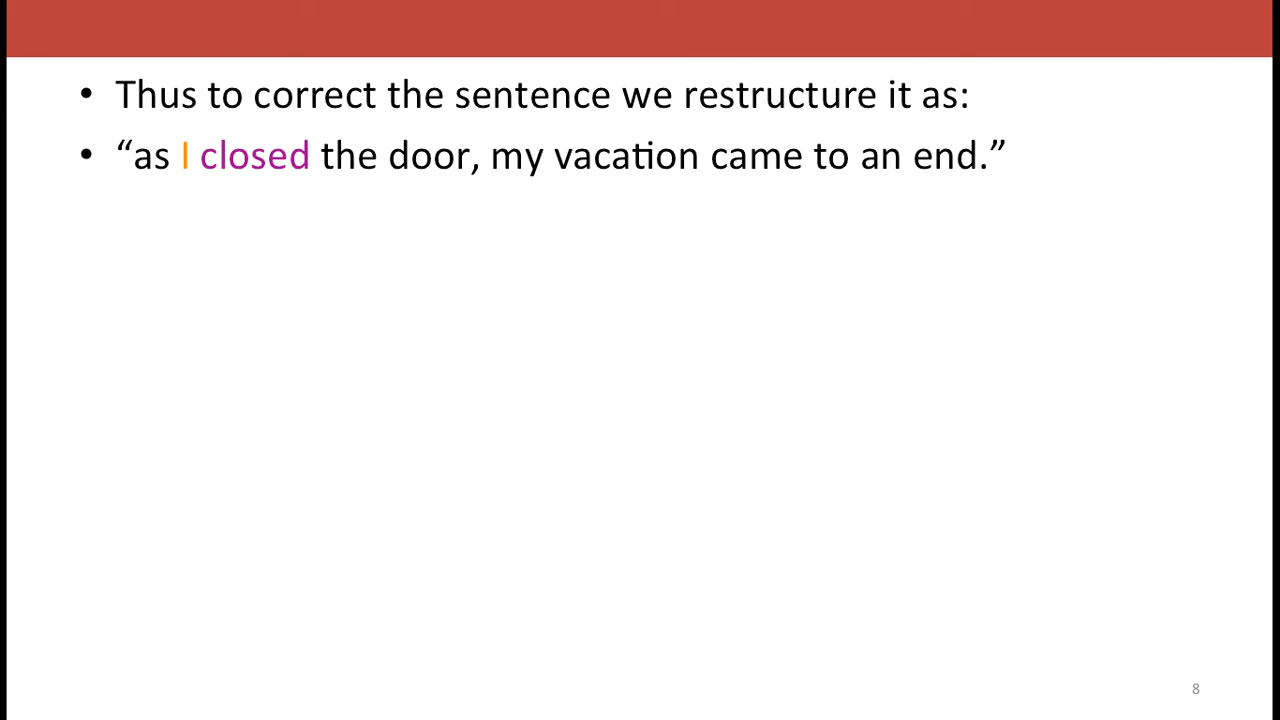 • Thus to correct the sentence we restructure it as:
• “as I closed the door, my vacation came to an end.”
8